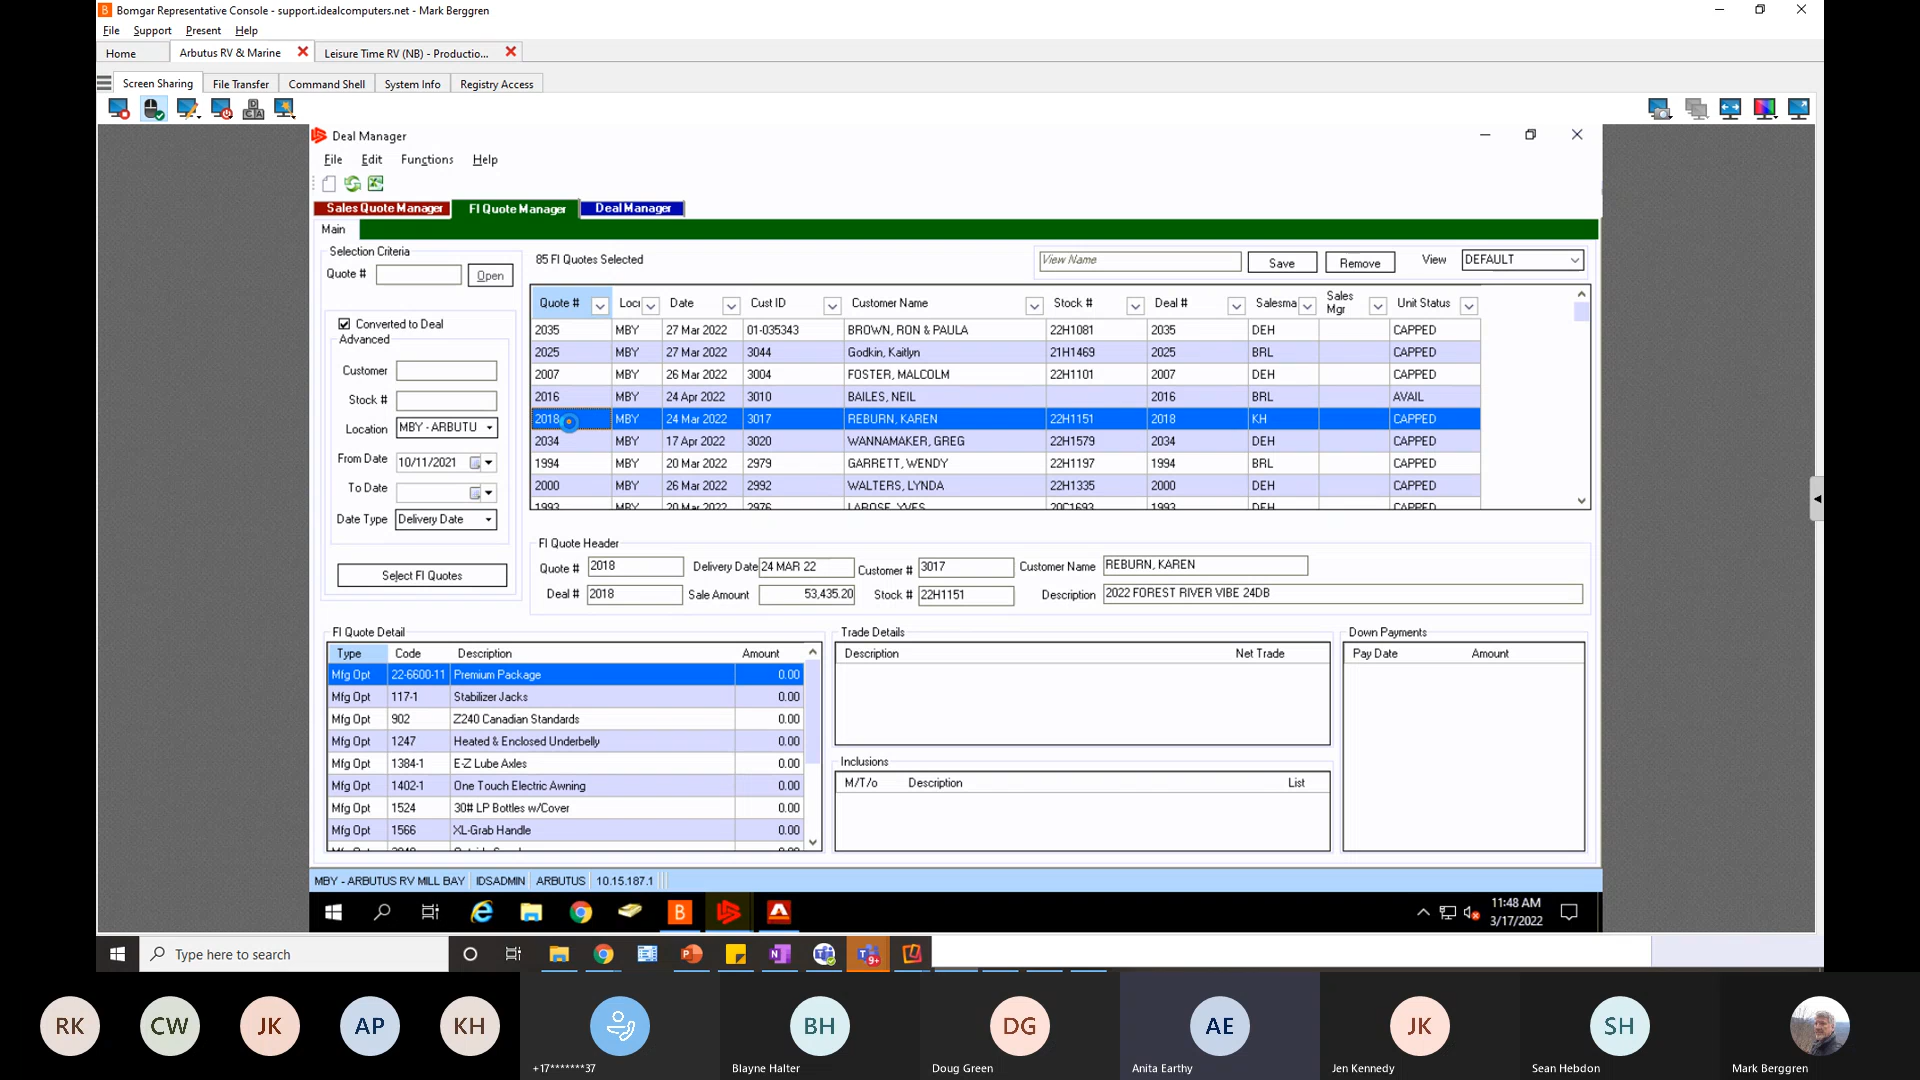 Bomgar Representative Console - support.idealcomputers.net - Mark Berggren
File Support Present Help
Home Arbutus RV & Marine Leisure Time RV (NB) - Productio...
Screen Sharing File Transfer Command Shell System Info Registry Access
Deal Manager
File Edit Functions Help
Sales Quote Manager FI Quote Manager Deal Manager
Main
Selection Criteria
Quote # Open
Converted to Deal
Advanced
Customer
Stock #
Location MBY - ARBUTU
From Date 10/11/2021
To Date
Date Type Delivery Date
Select FI Quotes
85 FI Quotes Selected View Name Save Remove View DEFAULT
Quote # Loc Date Cust ID Customer Name Stock # Deal # Salesma Sales Mgr Unit Status
2035 MBY 27 Mar 2022 01-035343 BROWN, RON & PAULA 22H1081 2035 DEH CAPPED
2025 MBY 27 Mar 2022 3044 Godkin, Kaitlyn 21H1469 2025 BRL CAPPED
2007 MBY 26 Mar 2022 3004 FOSTER, MALCOLM 22H1101 2007 DEH CAPPED
2016 MBY 24 Apr 2022 3010 BAILES, NEIL 2016 BRL AVAIL
2018 MBY 24 Mar 2022 3017 REBURN, KAREN 22H1151 2018 KH CAPPED
2034 MBY 17 Apr 2022 3020 WANNAMAKER, GREG 22H1579 2034 DEH CAPPED
1994 MBY 20 Mar 2022 2979 GARRETT, WENDY 22H1197 1994 BRL CAPPED
2000 MBY 26 Mar 2022 2992 WALTERS, LYNDA 22H1335 2000 DEH CAPPED
1993 MBY 20 Mar 2022 2976 LAROSE, YVES 20C1693 1993 DEH CAPPED
FI Quote Header
Quote # 2018 Delivery Date 24 MAR 22 Customer # 3017 Customer Name REBURN, KAREN
Deal # 2018 Sale Amount 53,435.20 Stock # 22H1151 Description 2022 FOREST RIVER VIBE 24DB
FI Quote Detail
Type Code Description Amount
Mfg Opt 22-6600-11 Premium Package 0.00
Mfg Opt 117-1 Stabilizer Jacks 0.00
Mfg Opt 902 Z240 Canadian Standards 0.00
Mfg Opt 1247 Heated & Enclosed Underbelly 0.00
Mfg Opt 1384-1 E-Z Lube Axles 0.00
Mfg Opt 1402-1 One Touch Electric Awning 0.00
Mfg Opt 1524 30# LP Bottles w/Cover 0.00
Mfg Opt 1566 XL-Grab Handle 0.00
Trade Details
Description Net Trade
Inclusions
M/T/o Description List
Down Payments
Pay Date Amount
MBY - ARBUTUS RV MILL BAY IDSADMIN ARBUTUS 10.15.187.1
11:48 AM
3/17/2022
Type here to search
9+
RK CW JK AP KH BH DG AE JK SH
+17*******37 Blayne Halter Doug Green Anita Earthy Jen Kennedy Sean Hebdon Mark Berggren